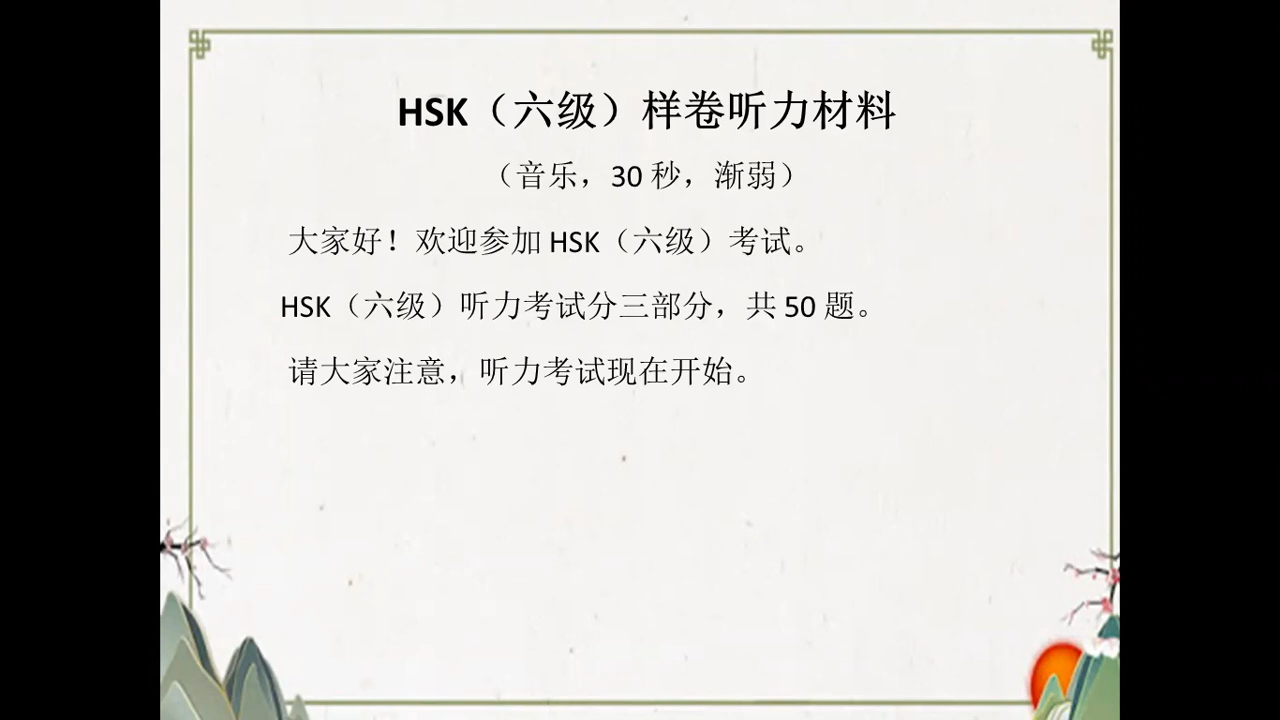 HSK（六级）样卷听力材料
（音乐，30 秒，渐弱）
大家好！欢迎参加 HSK（六级）考试。
HSK（六级）听力考试分三部分，共 50 题。
请大家注意，听力考试现在开始。